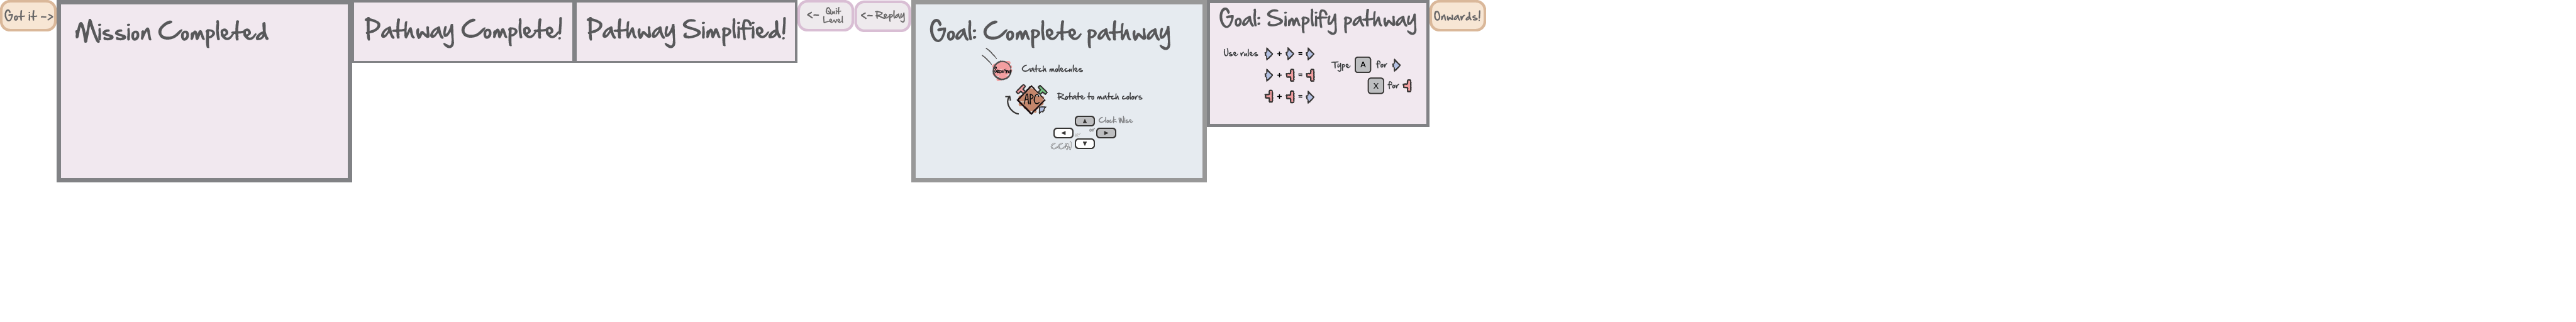 Got it ->
Mission Completed
Pathway Complete!
Pathway Simplified!
<- Quit
Level
<- Replay
Goal: Complete pathway
Catch molecules
APC
Rotate to match colors
Clock Wise
or
CCW
Goal: Simplify pathway
Use rules + =
+ =
+ =
Type A for
X for
Onwards!